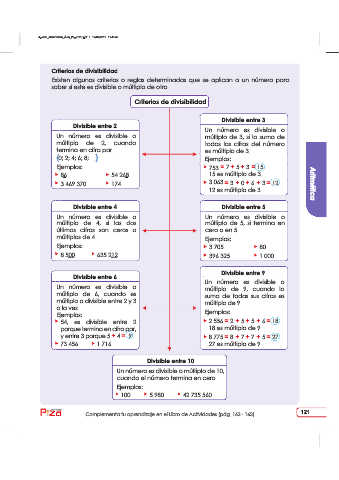 Criterios de divisibilidad
Existen algunos criterios o reglas determinadas que se aplican a un número para
saber si este es divisible o múltiplo de otro
Criterios de divisibilidad
Divisible entre 2
Un número es divisible o
múltiplo de 2, cuando
termina en cifra par
{0; 2; 4; 6; 8; }
Ejemplos:
86 54 248
3 469 370 174
Divisible entre 3
Un número es divisible o
múltiplo de 3, si la suma de
todas las cifras del número
es múltiplo de 3
Ejemplos:
753 = 7 + 5 + 3 = 15
15 es múltiplo de 3
3 063 = 3 + 0 + 6 + 3 = 12
12 es múltiplo de 3
Aritmética
Divisible entre 4
Un número es divisible o
múltiplo de 4, si las dos
últimas cifras son ceros o
múltiplos de 4
Ejemplos:
8 500 635 212
Divisible entre 5
Un número es divisible o
múltiplo de 5, si termina en
cero o en 5
Ejemplos:
3 705 80
396 325 1 000
Divisible entre 6
Un número es divisible o
múltiplo de 6, cuando es
múltiplo o divisible entre 2 y 3
a la vez
Ejemplos:
54, es divisible entre 2
porque termina en cifra par,
y entre 3 porque 5 + 4 = 9
73 456 1 716
Divisible entre 9
Un número es divisible o
múltiplo de 9, cuando la
suma de todas sus cifras es
múltiplo de 9
Ejemplos:
2 556 = 2 + 5 + 5 + 6 = 18
18 es múltiplo de 9
8 775 = 8 + 7 + 7 + 5 = 27
27 es múltiplo de 9
Divisible entre 10
Un número es divisible o múltiplo de 10,
cuando el número termina en cero
Ejemplos:
100 5 980 42 735 560
Piza
Complementa tu aprendizaje en el Libro de Actividades (pág. 162 - 163)
121